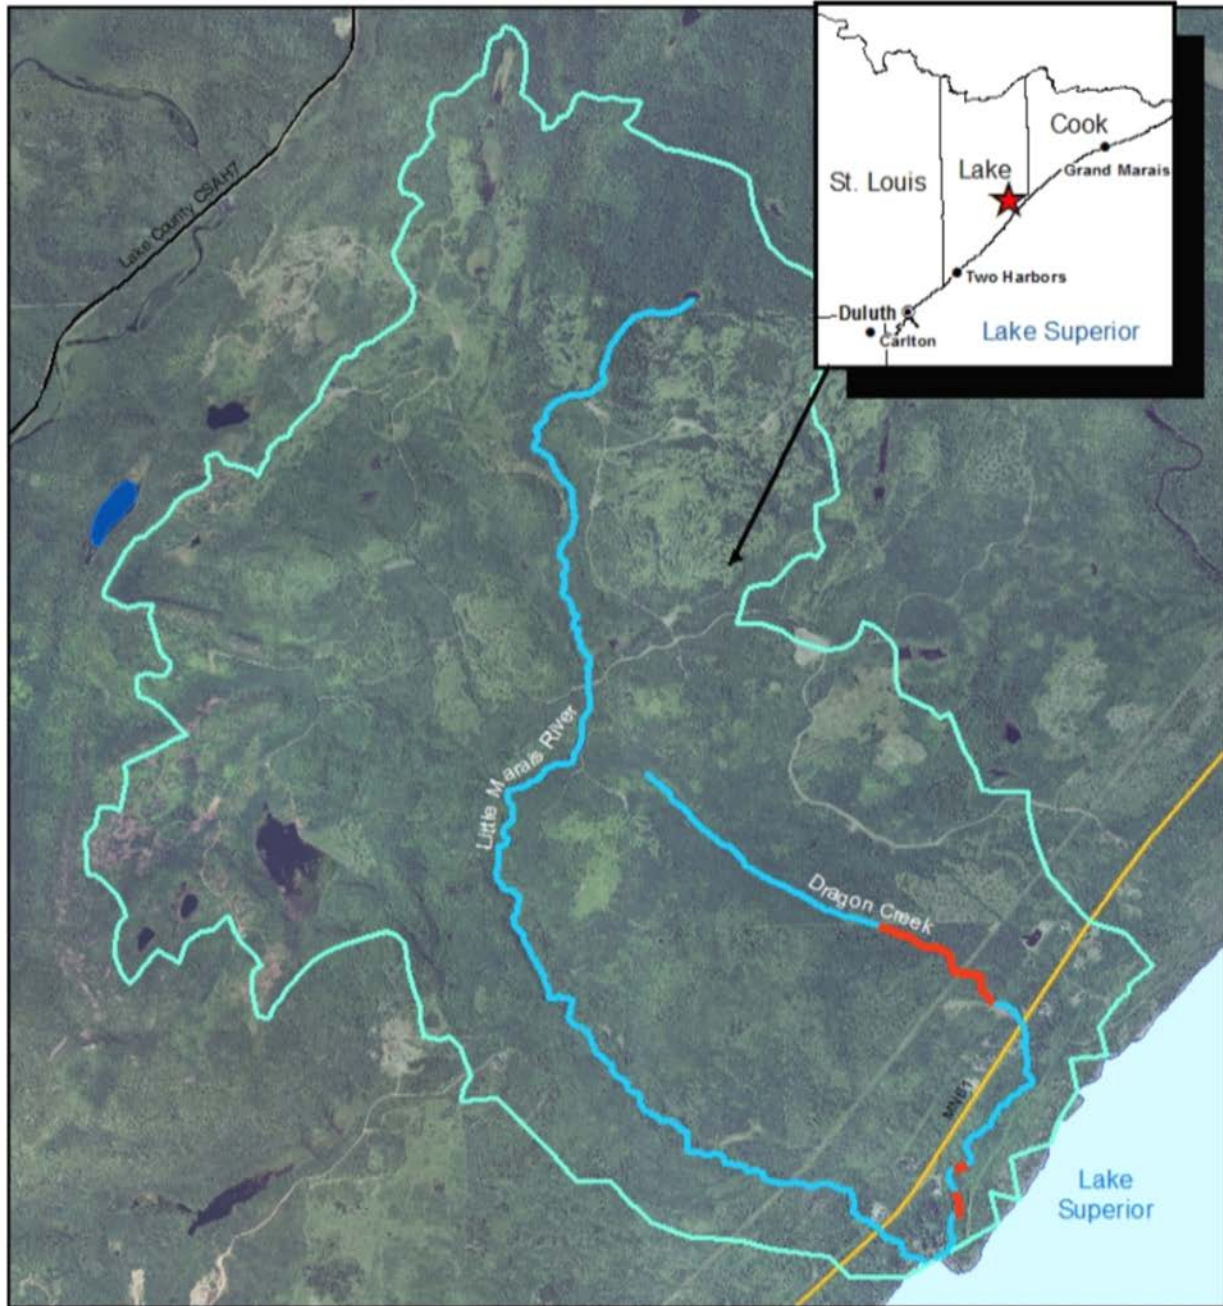 Lake County CSAH7
Cook
Lake
Grand Marais
St. Louis
Two Harbors
Duluth
Carlton
Lake Superior
Little Marais River
Dragon Creek
MN61
Lake
Superior